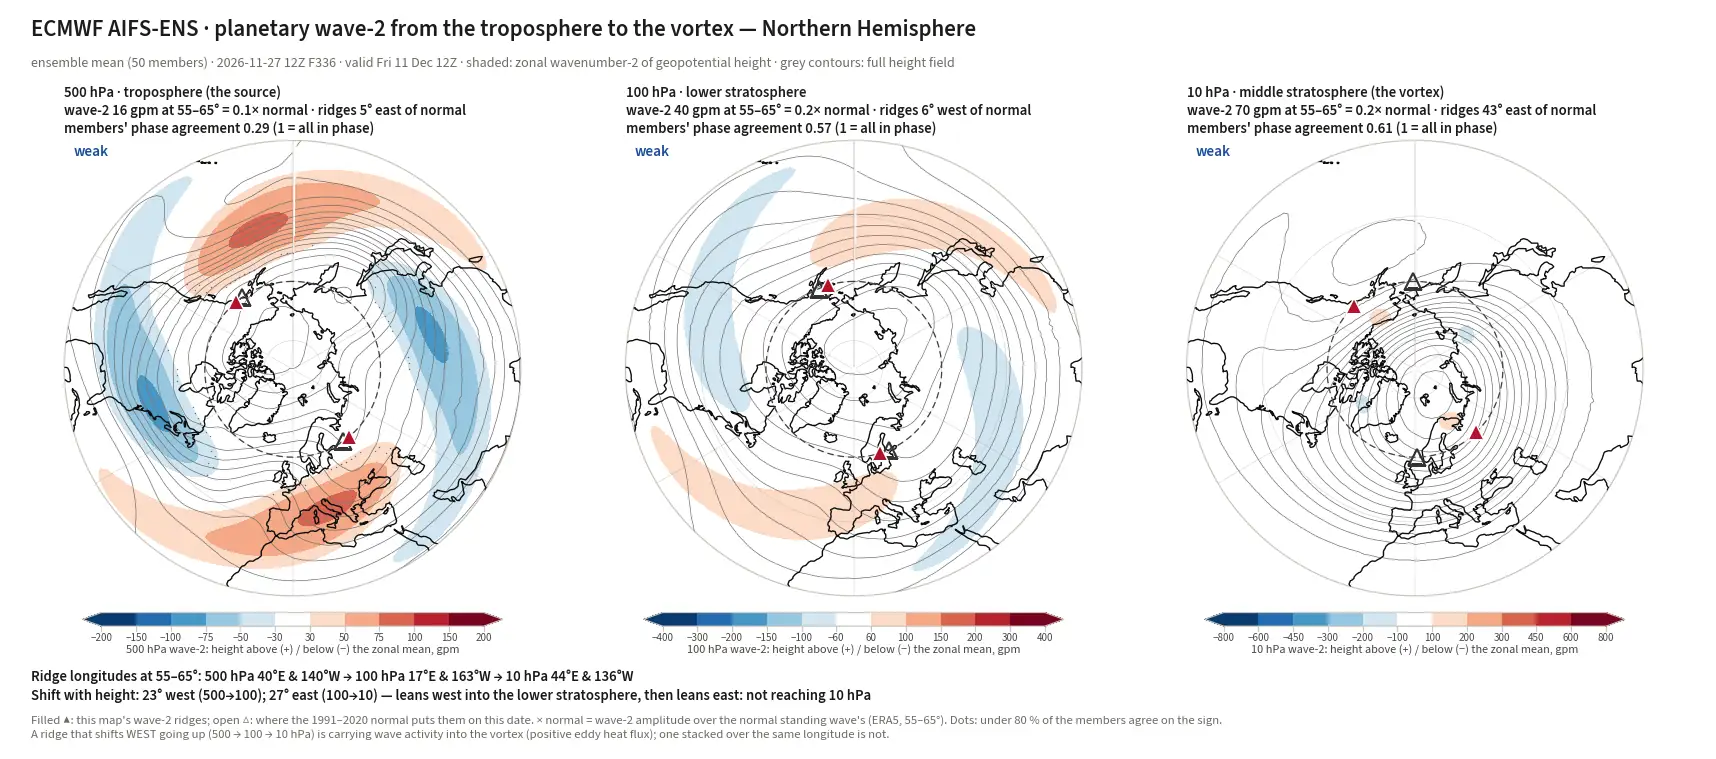 ECMWF AIFS-ENS · planetary wave-2 from the troposphere to the vortex — Northern Hemisphere
ensemble mean (50 members) · 2026-11-27 12Z F336 · valid Fri 11 Dec 12Z · shaded: zonal wavenumber-2 of geopotential height · grey contours: full height field
500 hPa · troposphere (the source)
wave-2 16 gpm at 55–65° = 0.1× normal · ridges 5° east of normal
members' phase agreement 0.29 (1 = all in phase)
weak
100 hPa · lower stratosphere
wave-2 40 gpm at 55–65° = 0.2× normal · ridges 6° west of normal
members' phase agreement 0.57 (1 = all in phase)
weak
10 hPa · middle stratosphere (the vortex)
wave-2 70 gpm at 55–65° = 0.2× normal · ridges 43° east of normal
members' phase agreement 0.61 (1 = all in phase)
weak
−200 −150 −100 −75 −50 −30 30 50 75 100 150 200
500 hPa wave-2: height above (+) / below (−) the zonal mean, gpm
−400 −300 −200 −150 −100 −60 60 100 150 200 300 400
100 hPa wave-2: height above (+) / below (−) the zonal mean, gpm
−800 −600 −450 −300 −200 −100 100 200 300 450 600 800
10 hPa wave-2: height above (+) / below (−) the zonal mean, gpm
Ridge longitudes at 55–65°: 500 hPa 40°E & 140°W → 100 hPa 17°E & 163°W → 10 hPa 44°E & 136°W
Shift with height: 23° west (500→100); 27° east (100→10) — leans west into the lower stratosphere, then leans east: not reaching 10 hPa
Filled ▲: this map's wave-2 ridges; open △: where the 1991–2020 normal puts them on this date. × normal = wave-2 amplitude over the normal standing wave's (ERA5, 55–65°). Dots: under 80 % of the members agree on the sign.
A ridge that shifts WEST going up (500 → 100 → 10 hPa) is carrying wave activity into the vortex (positive eddy heat flux); one stacked over the same longitude is not.